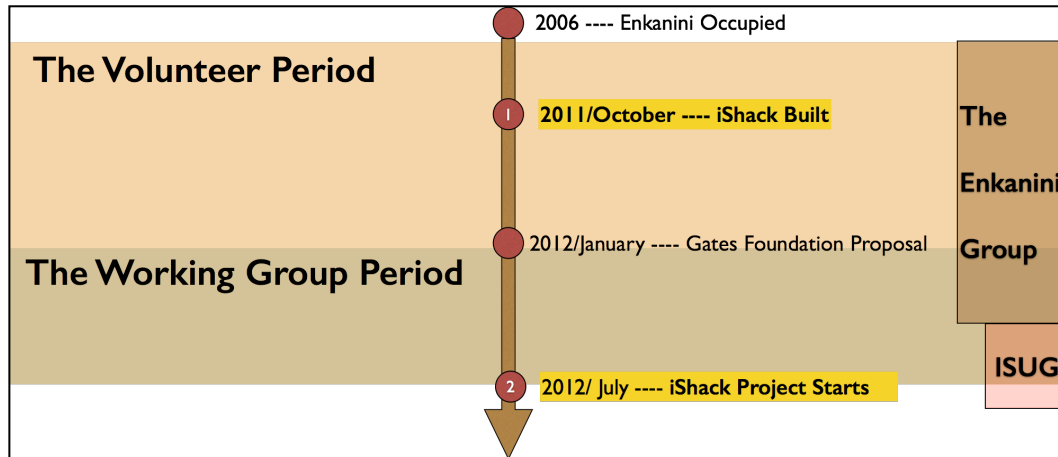 2006 ---- Enkanini Occupied
The Volunteer Period
1
2011/October ---- iShack Built
The
Enkanini
Group
2012/January ---- Gates Foundation Proposal
The Working Group Period
ISUG
2
2012/ July ---- iShack Project Starts